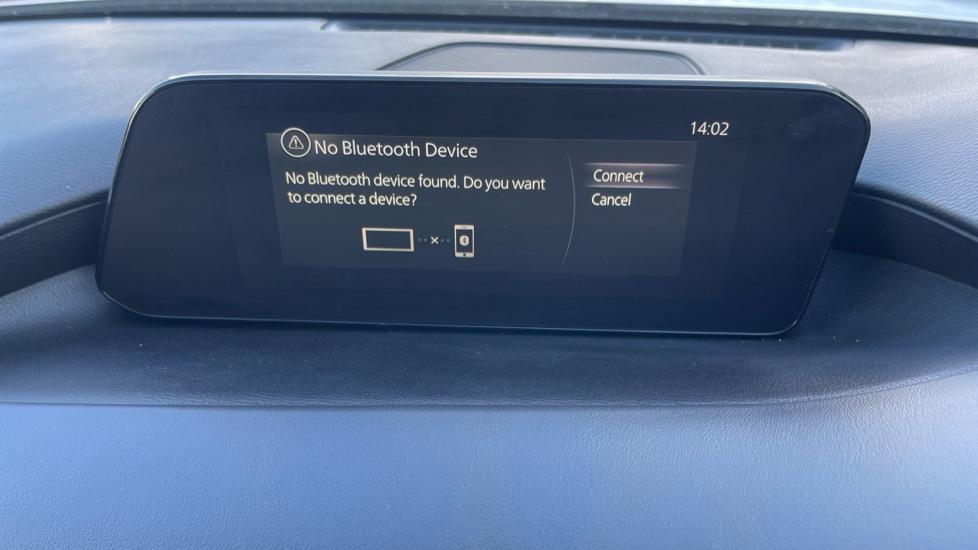 14:02
No Bluetooth Device
No Bluetooth device found. Do you want
to connect a device?
Connect
Cancel